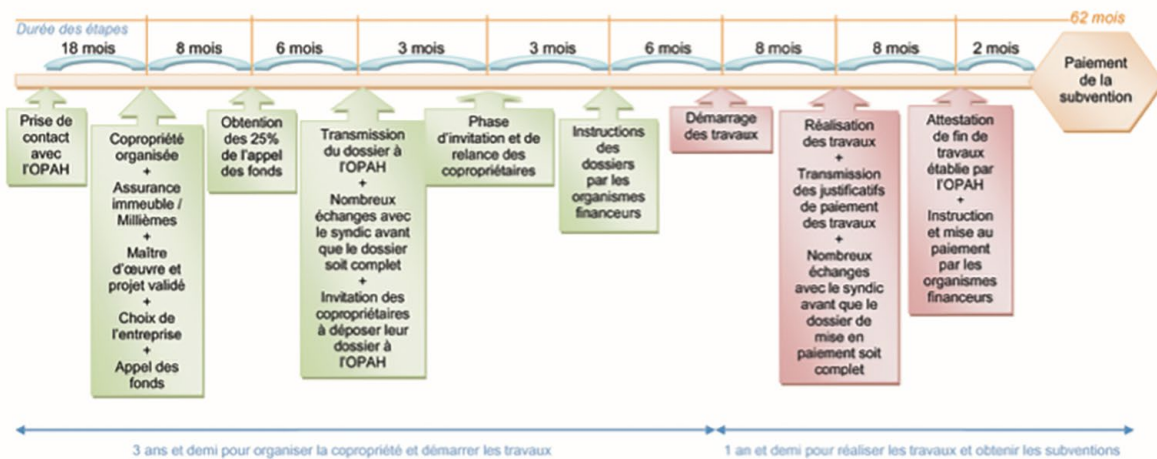 62 mois
Durée des étapes
18 mois
8 mois
6 mois
3 mois
3 mois
6 mois
8 mois
8 mois
2 mois
Paiement
de la
subvention
Prise de
contact
avec
l'OPAH
Copropriété
organisée
+
Assurance
immeuble /
Millièmes
+
Maître
d'œuvre et
projet validé
+
Choix de
l'entreprise
+
Appel des
fonds
Obtention
des 25%
de l'appel
des fonds
Transmission
du dossier à
l'OPAH
+
Nombreux
échanges avec
le syndic avant
que le dossier
soit complet
+
Invitation des
copropriétaires
à déposer leur
dossier à
l'OPAH
Phase
d'invitation et de
relance des
copropriétaires
Instructions
des
dossiers
par les
organismes
financeurs
Démarrage
des travaux
Réalisation
des travaux
+
Transmission
des justificatifs
de paiement
des travaux
+
Nombreux
échanges
avec le syndic
avant que le
dossier de
mise en
paiement soit
complet
Attestation
de fin de
travaux
établie par
l'OPAH
+
Instruction
et mise au
paiement
par les
organismes
financeurs
3 ans et demi pour organiser la copropriété et démarrer les travaux
1 an et demi pour réaliser les travaux et obtenir les subventions